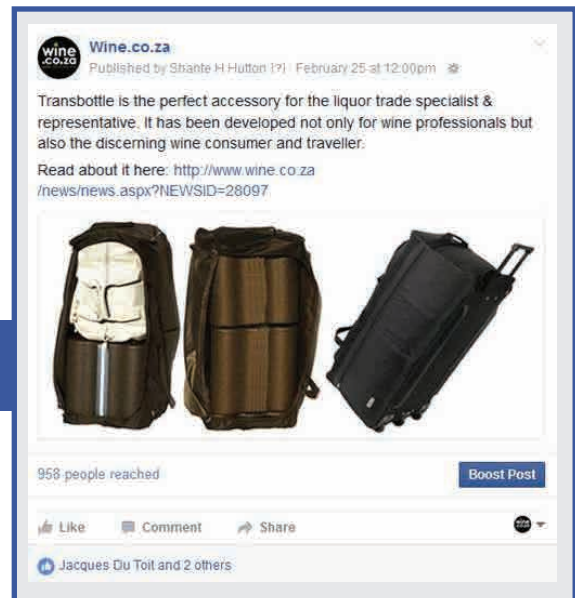 wine
.co.za
Wine.co.za
Published by Shante H Hutton [?] · February 25 at 12:00pm ·
Transbottle is the perfect accessory for the liquor trade specialist &
representative. It has been developed not only for wine professionals but
also the discerning wine consumer and traveller.
Read about it here: http://www.wine.co.za
/news/news.aspx?NEWSID=28097
958 people reached
Boost Post
Like Comment Share
Jacques Du Toit and 2 others